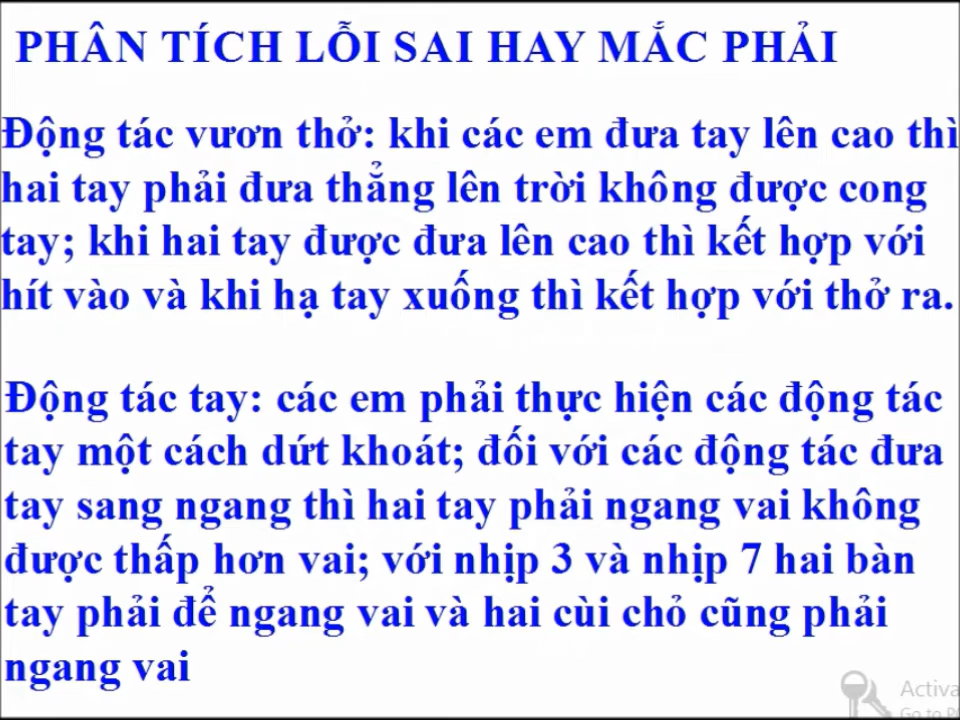 PHÂN TÍCH LỖI SAI HAY MẮC PHẢI
Động tác vươn thở: khi các em đưa tay lên cao thì
hai tay phải đưa thẳng lên trời không được cong
tay; khi hai tay được đưa lên cao thì kết hợp với
hít vào và khi hạ tay xuống thì kết hợp với thở ra.
Động tác tay: các em phải thực hiện các động tác
tay một cách dứt khoát; đối với các động tác đưa
tay sang ngang thì hai tay phải ngang vai không
được thấp hơn vai; với nhịp 3 và nhịp 7 hai bàn
tay phải để ngang vai và hai cùi chỏ cũng phải
ngang vai
Activa
Go to PC